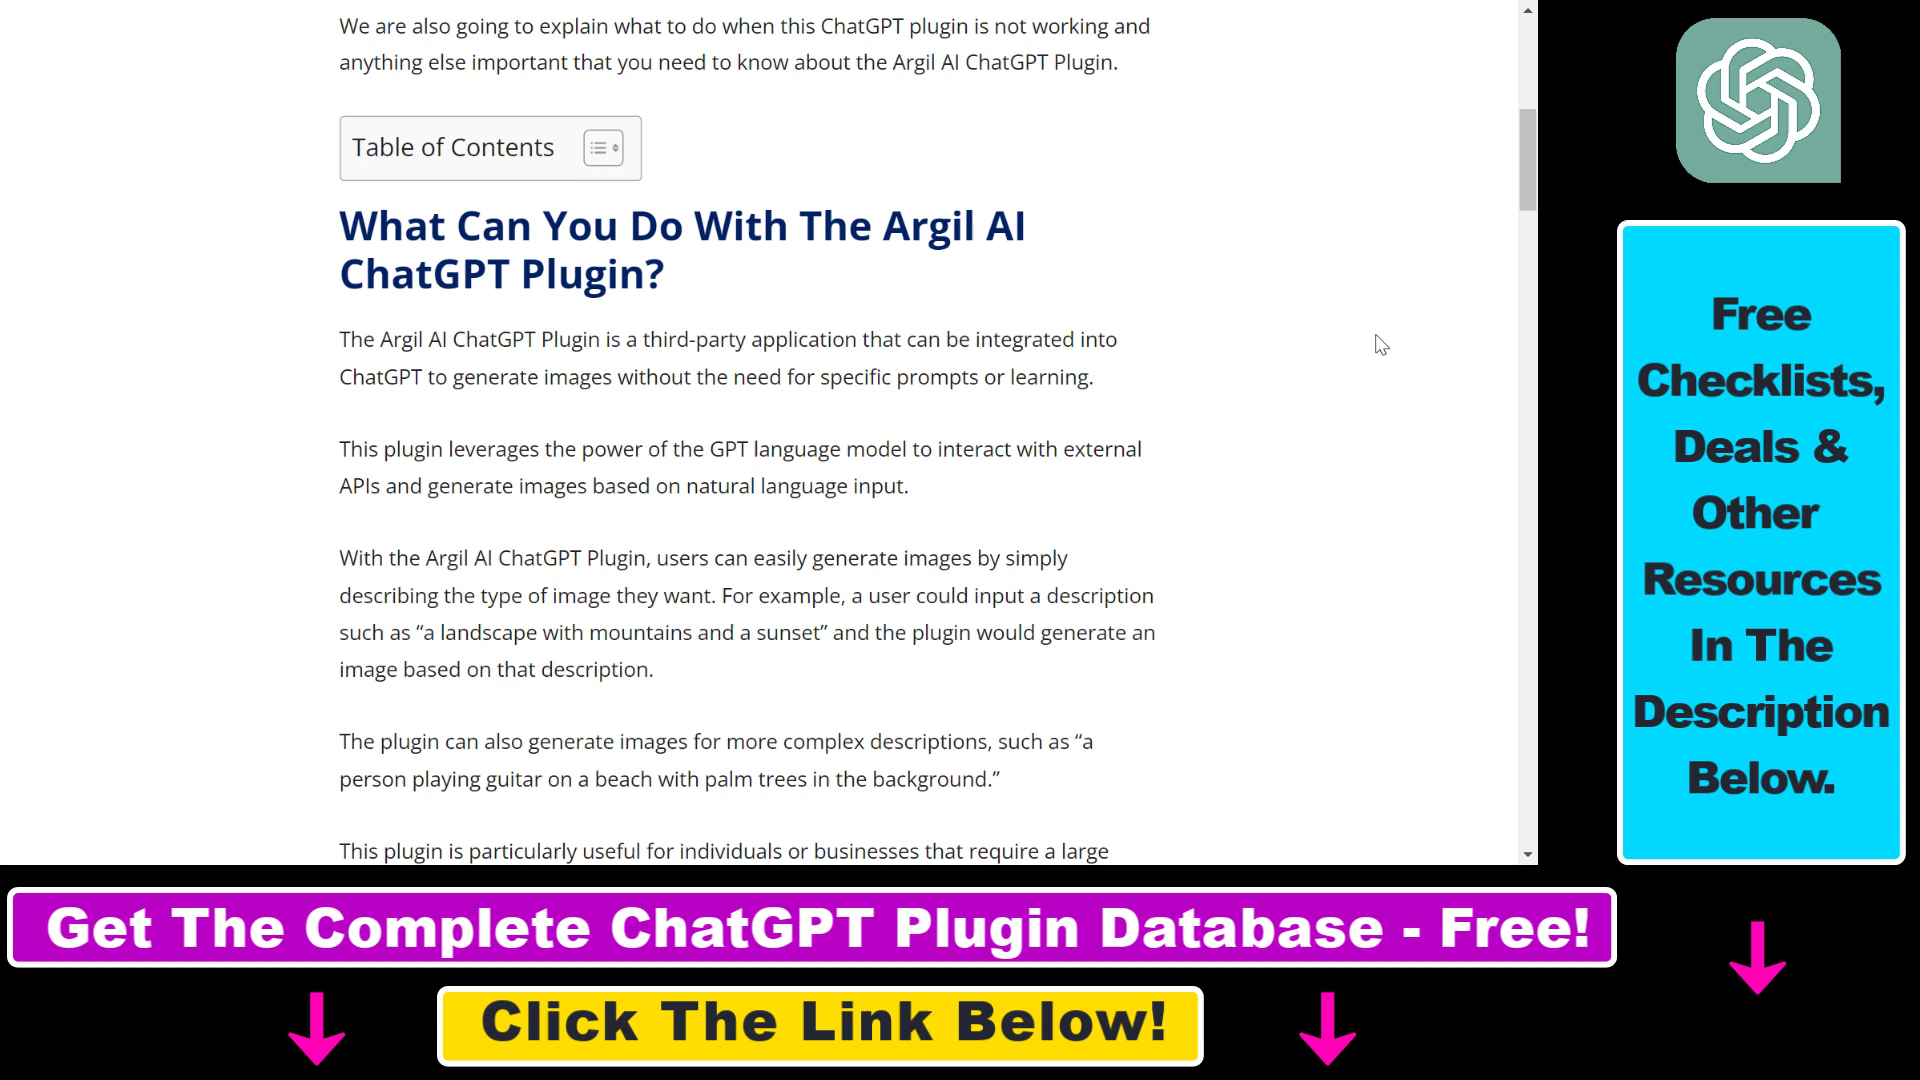 We are also going to explain what to do when this ChatGPT plugin is not working and
anything else important that you need to know about the Argil AI ChatGPT Plugin.
Table of Contents
What Can You Do With The Argil AI
ChatGPT Plugin?
The Argil AI ChatGPT Plugin is a third-party application that can be integrated into
ChatGPT to generate images without the need for specific prompts or learning.
This plugin leverages the power of the GPT language model to interact with external
APIs and generate images based on natural language input.
With the Argil AI ChatGPT Plugin, users can easily generate images by simply
describing the type of image they want. For example, a user could input a description
such as “a landscape with mountains and a sunset” and the plugin would generate an
image based on that description.
The plugin can also generate images for more complex descriptions, such as “a
person playing guitar on a beach with palm trees in the background.”
This plugin is particularly useful for individuals or businesses that require a large
Free
Checklists,
Deals &
Other
Resources
In The
Description
Below.
Get The Complete ChatGPT Plugin Database - Free!
Click The Link Below!